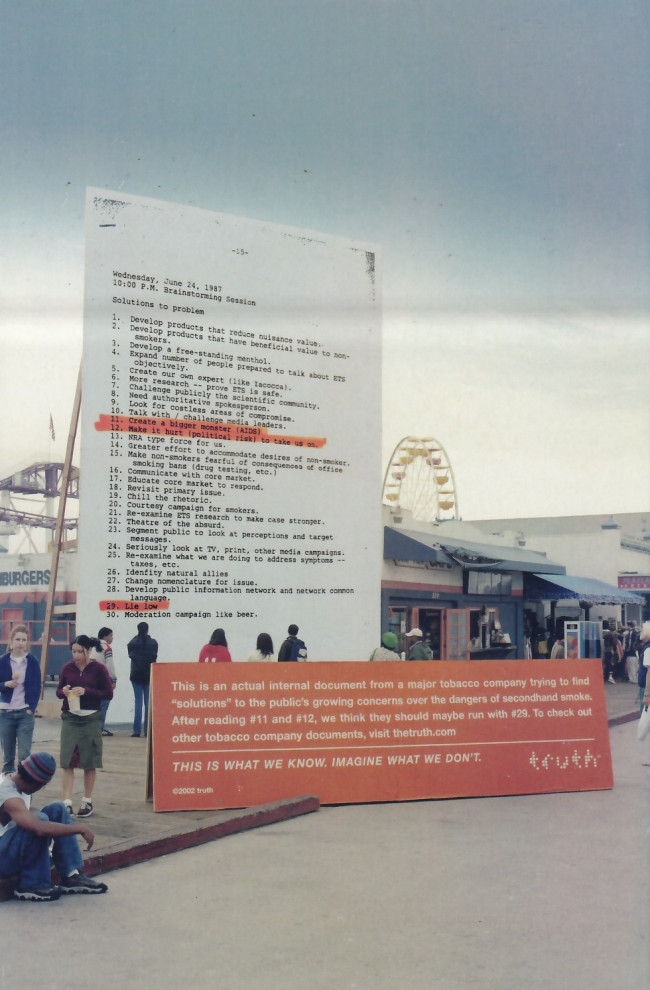 -15-
Wednesday, June 24, 1987
10:00 P.M. Brainstorming Session
Solutions to problem
1. Develop products that reduce nuisance value.
2. Develop products that have beneficial value to non-
smokers.
3. Develop a free-standing menthol.
4. Expand number of people prepared to talk about ETS
objectively.
5. Create our own expert (like Iacocca).
6. More research -- prove ETS is safe.
7. Challenge publicly the scientific community.
8. Need authoritative spokesperson.
9. Look for costless areas of compromise.
10. Talk with / challenge media leaders.
11. Create a bigger monster (AIDS)
12. Make it hurt (political risk) to take us on.
13. NRA type force for us.
14. Greater effort to accommodate desires of non-smoker.
15. Make non-smokers fearful of consequences of office
smoking bans (drug testing, etc.)
16. Communicate with core market.
17. Educate core market to respond.
18. Revisit primary issue.
19. Chill the rhetoric.
20. Courtesy campaign for smokers.
21. Re-examine ETS research to make case stronger.
22. Theatre of the absurd.
23. Segment public to look at perceptions and target
messages.
24. Seriously look at TV, print, other media campaigns.
25. Re-examine what we are doing to address symptoms --
taxes, etc.
26. Idenfity natural allies
27. Change nomenclature for issue.
28. Develop public information network and network common
language.
29. Lie low
30. Moderation campaign like beer.
BURGERS
This is an actual internal document from a major tobacco company trying to find
“solutions” to the public's growing concerns over the dangers of secondhand smoke.
After reading #11 and #12, we think they should maybe run with #29. To check out
other tobacco company documents, visit thetruth.com
THIS IS WHAT WE KNOW. IMAGINE WHAT WE DON'T.
truth
©2002 truth